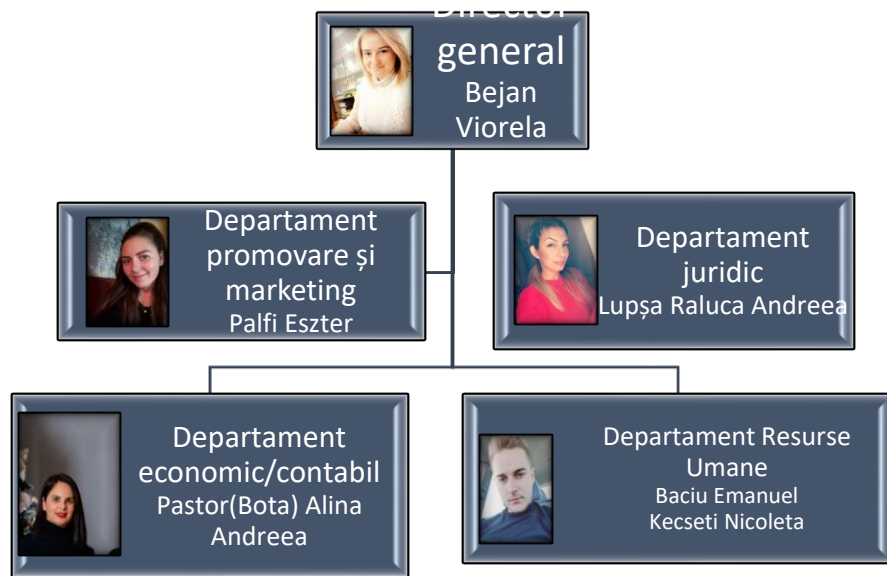 Director
general
Bejan
Viorela
Departament
promovare și
marketing
Palfi Eszter
Departament
juridic
Lupșa Raluca Andreea
Departament
economic/contabil
Pastor(Bota) Alina
Andreea
Departament Resurse
Umane
Baciu Emanuel
Kecseti Nicoleta